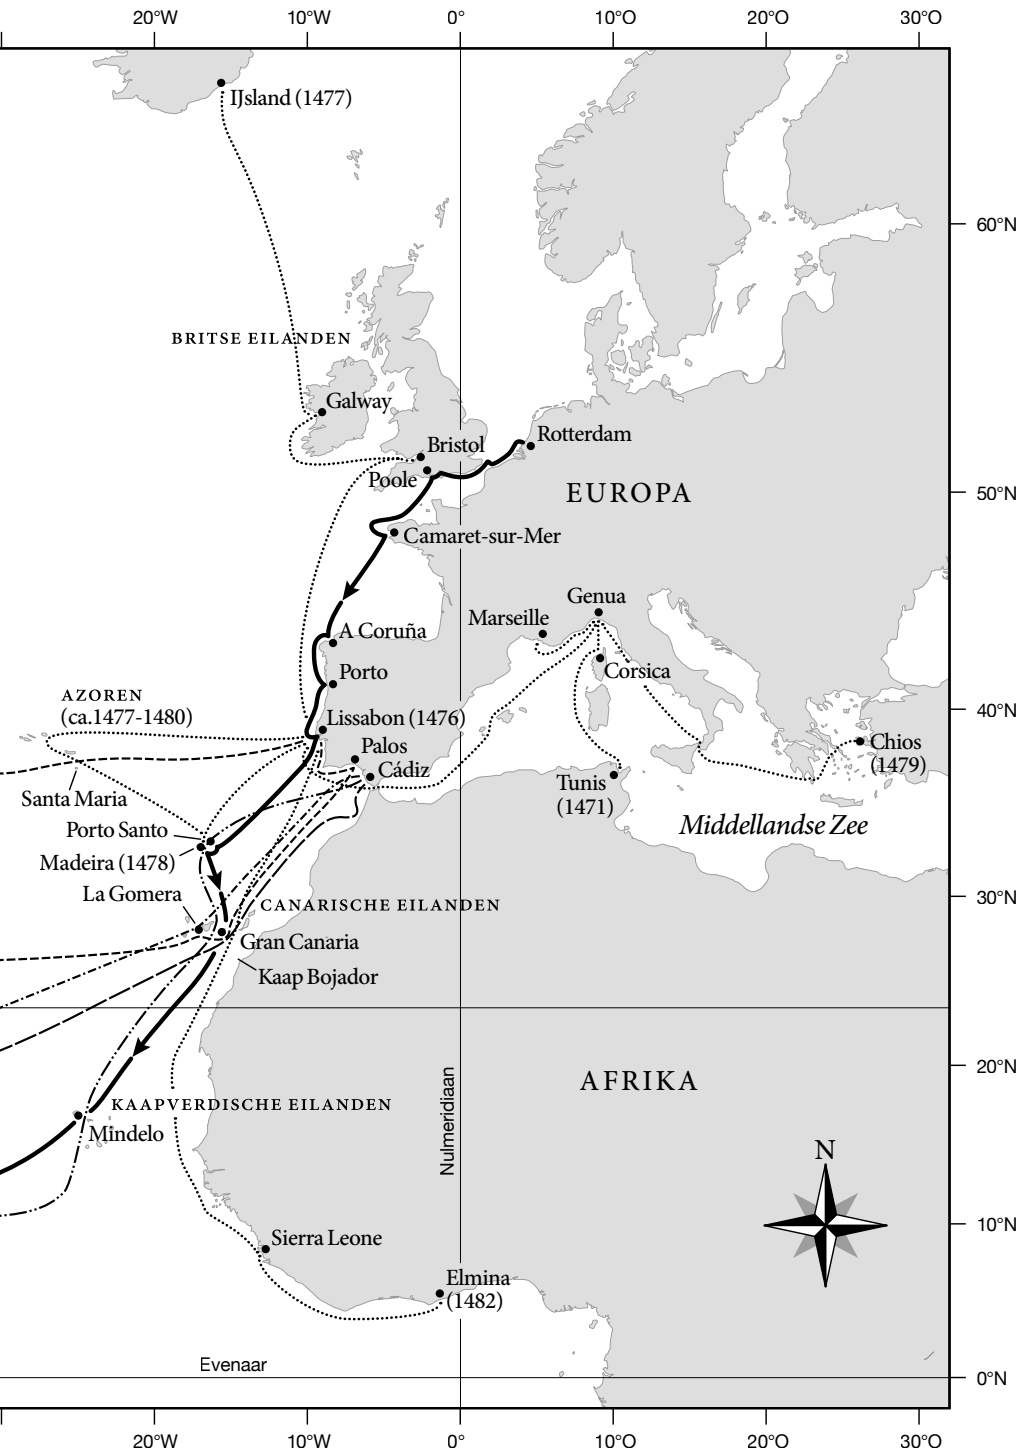 20°W
10°W
0°
10°O
20°O
30°O
IJsland (1477)
60°N
BRITSE EILANDEN
Galway
Bristol
Rotterdam
Poole
50°N
EUROPA
Camaret-sur-Mer
Genua
Marseille
A Coruña
Corsica
Porto
AZOREN
(ca.1477-1480)
Lissabon (1476)
40°N
Palos
Cádiz
Chios
(1479)
Tunis
(1471)
Santa Maria
Porto Santo
Middellandse Zee
Madeira (1478)
La Gomera
30°N
CANARISCHE EILANDEN
Gran Canaria
Kaap Bojador
20°N
AFRIKA
Nulmeridiaan
KAAPVERDISCHE EILANDEN
Mindelo
N
10°N
Sierra Leone
Elmina
(1482)
Evenaar
0°N
20°W
10°W
0°
10°O
20°O
30°O